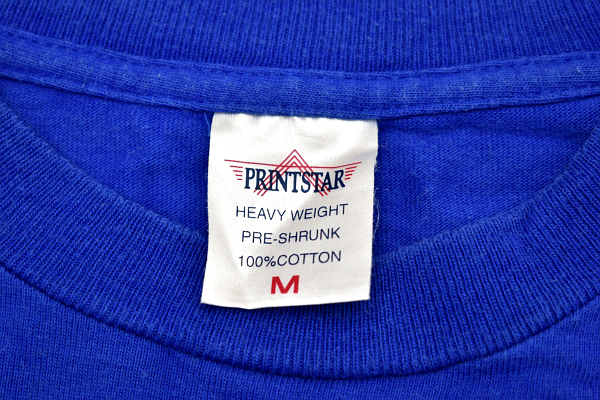 PRINTSTAR
HEAVY WEIGHT
PRE-SHRUNK
100%COTTON
M